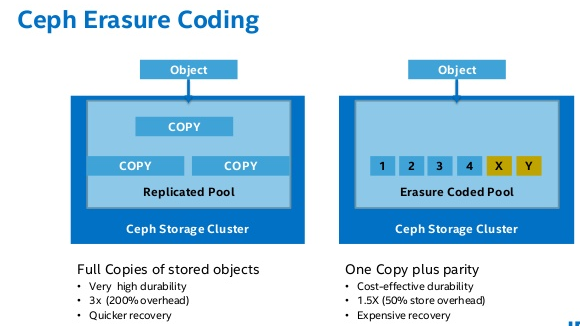 Ceph Erasure Coding
Object
COPY
COPY COPY
Replicated Pool
Ceph Storage Cluster
Full Copies of stored objects
• Very high durability
• 3x (200% overhead)
• Quicker recovery
Object
1 2 3 4 X Y
Erasure Coded Pool
Ceph Storage Cluster
One Copy plus parity
• Cost-effective durability
• 1.5X (50% store overhead)
• Expensive recovery